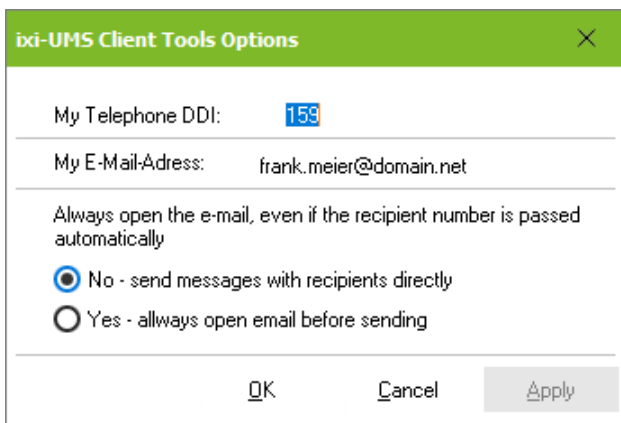 ixi-UMS Client Tools Options
My Telephone DDI: 159
My E-Mail-Adress: frank.meier@domain.net
Always open the e-mail, even if the recipient number is passed
automatically
No - send messages with recipients directly
Yes - allways open email before sending
OK Cancel Apply